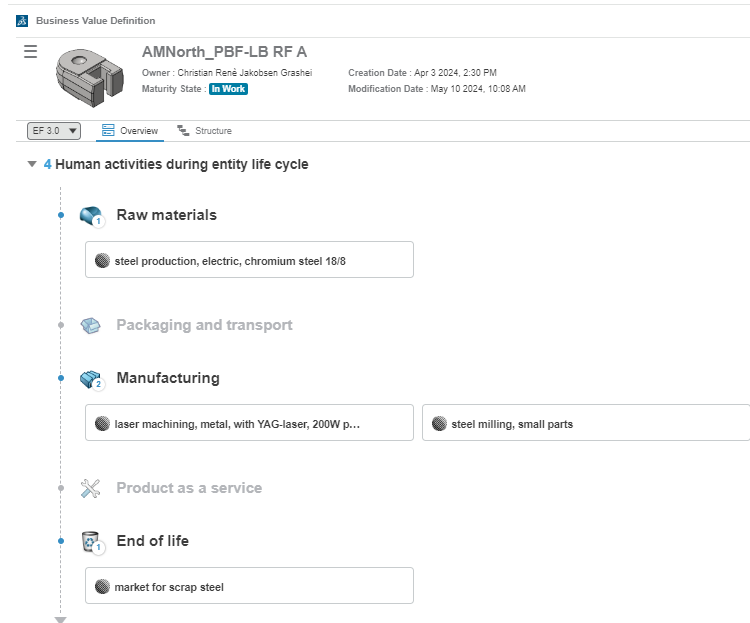 Business Value Definition
AMNorth_PBF-LB RF A
Owner : Christian Renè Jakobsen Grashei
Creation Date : Apr 3 2024, 2:30 PM
Maturity State : In Work
Modification Date : May 10 2024, 10:08 AM
EF 3.0
Overview
Structure
4 Human activities during entity life cycle
1
Raw materials
steel production, electric, chromium steel 18/8
Packaging and transport
2
Manufacturing
laser machining, metal, with YAG-laser, 200W p...
steel milling, small parts
Product as a service
1
End of life
market for scrap steel